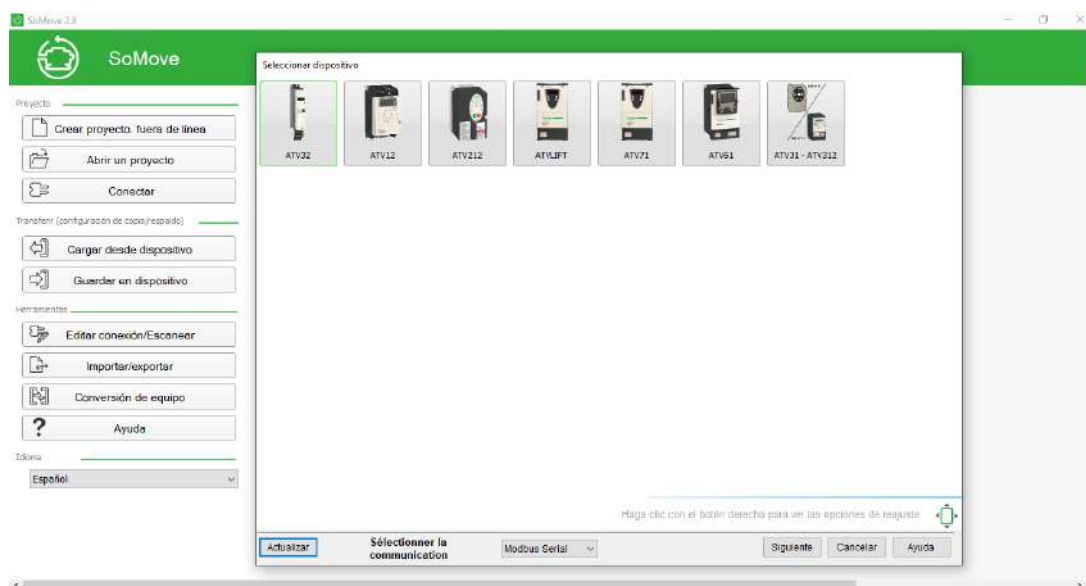 SoMove 2.8
SoMove
Proyecto
Crear proyecto fuera de línea
Abrir un proyecto
Conectar
Transferir (configuración de copia/respaldo)
Cargar desde dispositivo
Guardar en dispositivo
Herramientas
Editar conexión/Escanear
Importar/exportar
Conversión de equipo
Ayuda
Idioma
Español
Seleccionar dispositivo
ATV32
ATV12
ATV212
ATVLIFT
ATV71
ATV61
ATV31 - ATV312
Haga clic con el botón derecho para ver las opciones de reajuste
Actualizar
Sélectionner la
communication
Modbus Serial
Siguiente
Cancelar
Ayuda